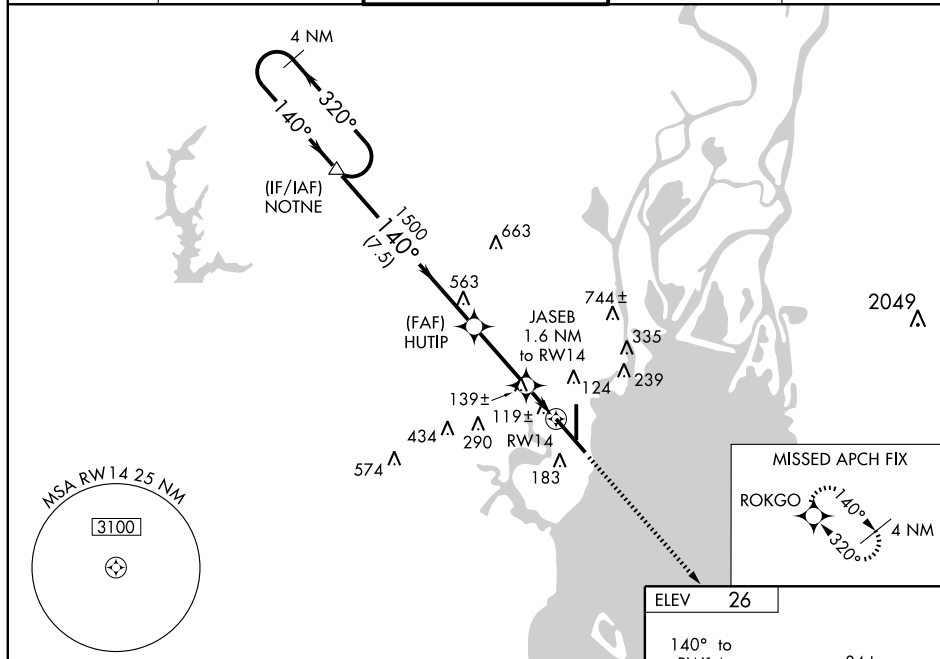 4 NM
320°
140°
(IF/IAF)
NOTNE
1500
140°
(7.5)
663
563
744±
2049
(FAF)
HUTIP
JASEB
1.6 NM
to RW14
335
239
124
139±
119±
434
290
RW14
574
183
MSA RW14 25 NM
3100
MISSED APCH FIX
ROKGO
140°
4 NM
320°
ELEV 26
140° to